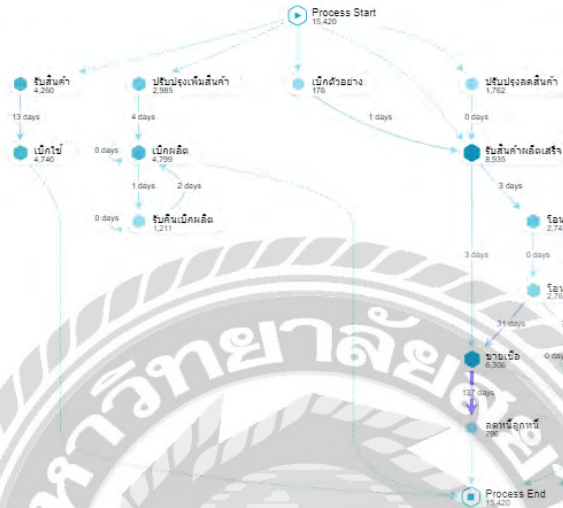 Process Start
15,420
รับสินค้า
4,260
ปรับปรุงเพิ่มสินค้า
2,985
เบิกตัวอย่าง
176
ปรับปรุงลดสินค้า
1,762
13 days
4 days
1 days
0 days
เบิกใช้
4,740
0 days
เบิกผลิต
4,799
รับสินค้าผลิตเสร็จ
8,935
1 days
2 days
3 days
0 days
รับคืนเบิกผลิต
1,211
3 days
0 days
31 days
ขายเชื่อ
6,306
137 days
ลดหนี้ลูกหนี้
Process End
15,420